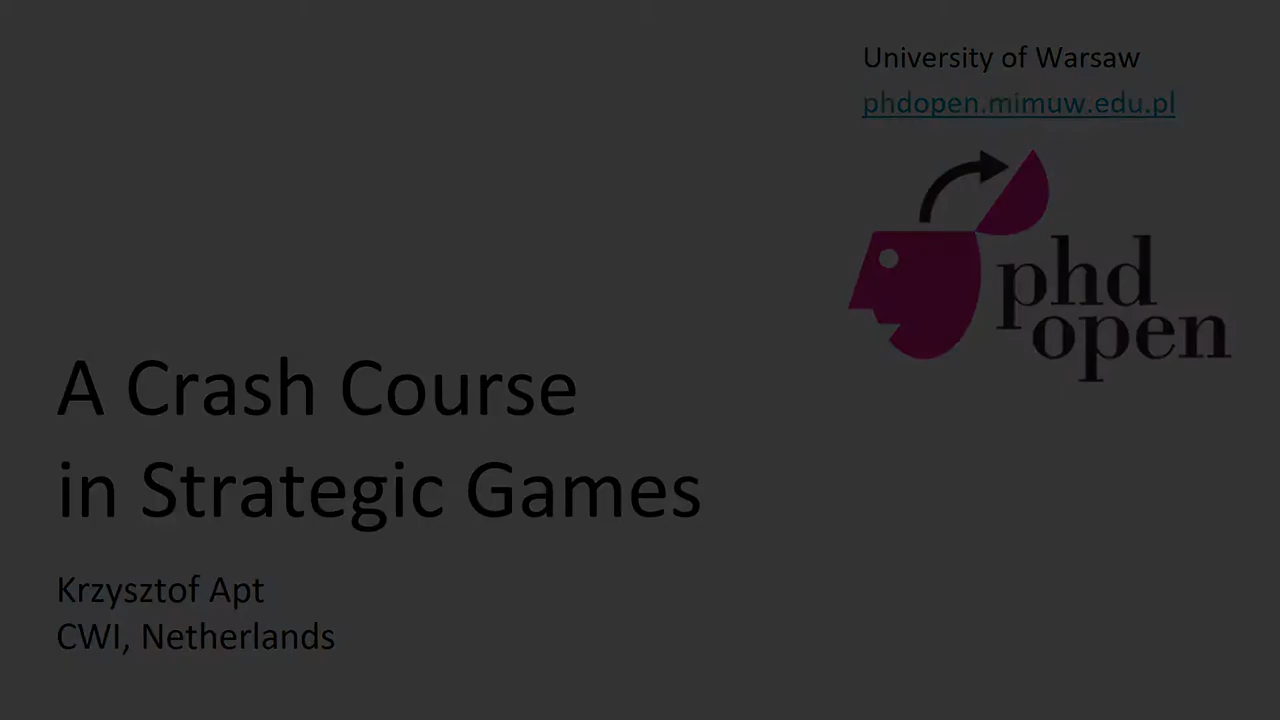 University of Warsaw
phdopen.mimuw.edu.pl
phd
open
A Crash Course
in Strategic Games
Krzysztof Apt
CWI, Netherlands